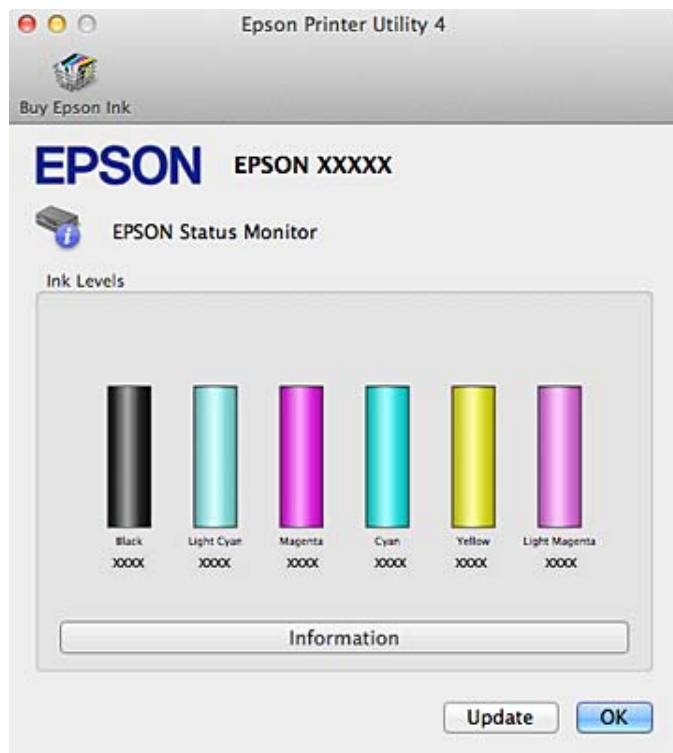 Epson Printer Utility 4
Buy Epson Ink
EPSON EPSON XXXXX
EPSON Status Monitor
Ink Levels
Black Light Cyan Magenta Cyan Yellow Light Magenta
XXXX XXXX XXXX XXXX XXXX XXXX
Information
Update OK